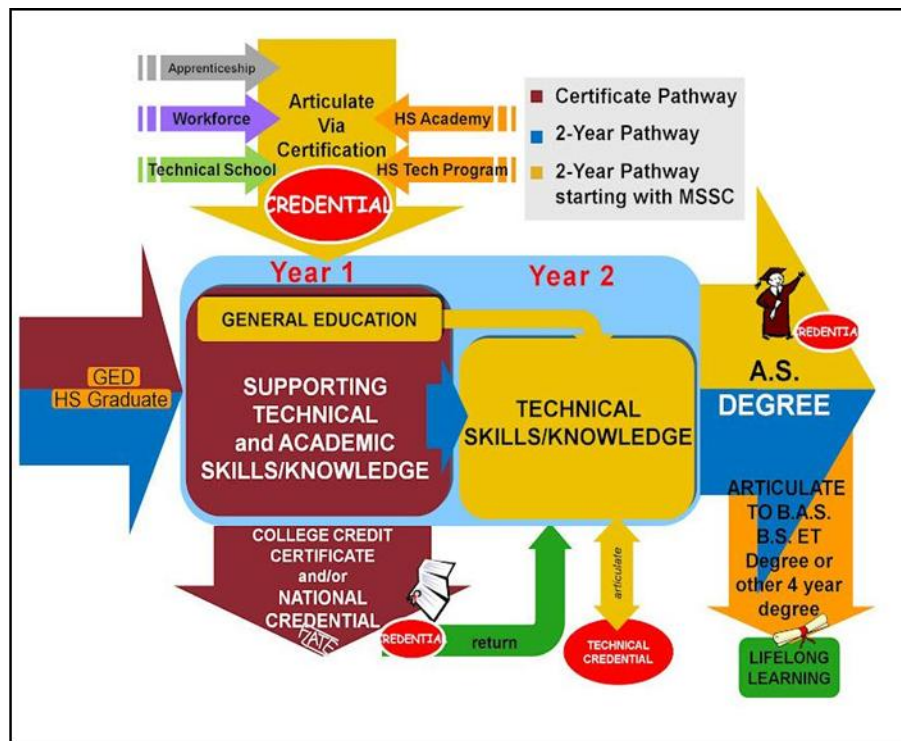 Apprenticeship
Workforce
Technical School
Articulate
Via
Certification
HS Academy
HS Tech Program
CREDENTIAL
Certificate Pathway
2-Year Pathway
2-Year Pathway
starting with MSSC
Year 1
Year 2
GENERAL EDUCATION
GED
HS Graduate
SUPPORTING
TECHNICAL
and ACADEMIC
SKILLS/KNOWLEDGE
TECHNICAL
SKILLS/KNOWLEDGE
REDENTIA
A.S.
DEGREE
COLLEGE CREDIT
CERTIFICATE
and/or
NATIONAL
CREDENTIAL
REDENTIAL
return
articulate
TECHNICAL
CREDENTIAL
ARTICULATE
TO B.A.S.
B.S. ET
Degree or
other 4 year
degree
LIFELONG
LEARNING